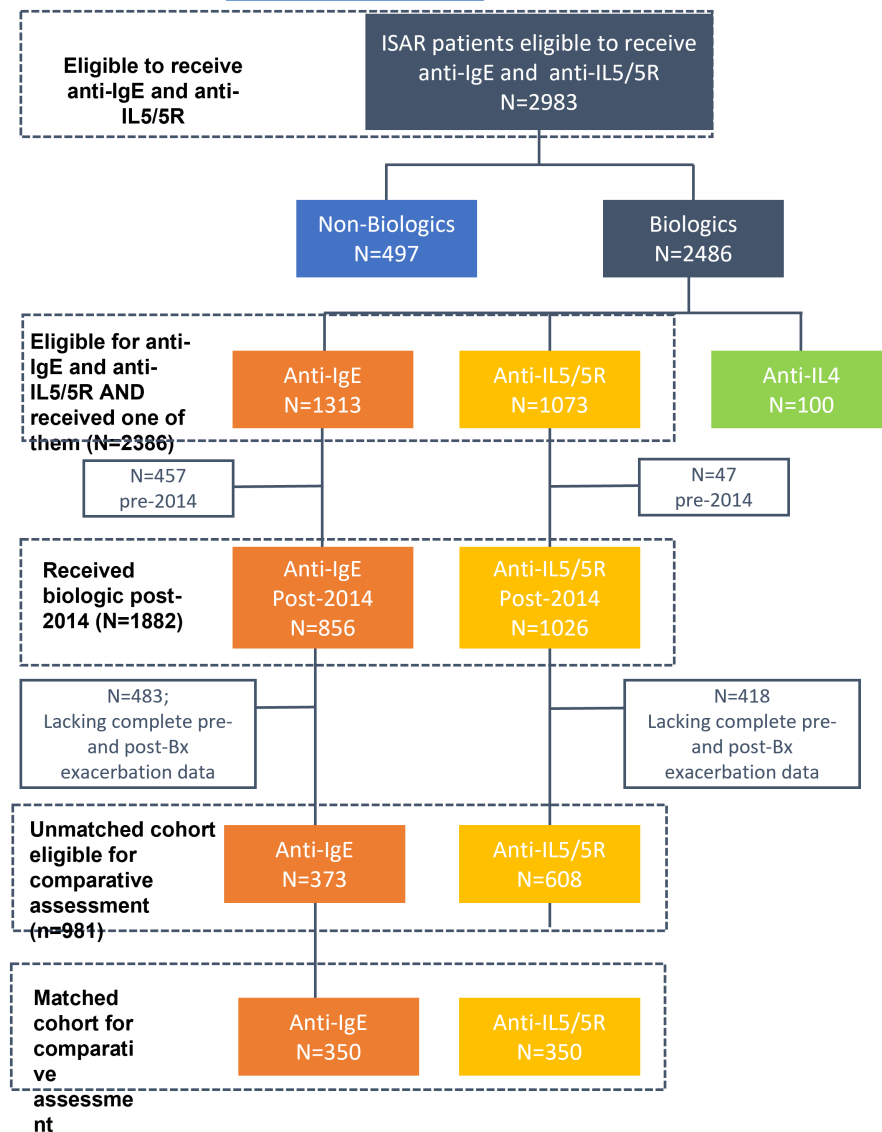 Eligible to receive
anti-IgE and anti-
IL5/5R
ISAR patients eligible to receive
anti-IgE and  anti-IL5/5R
N=2983
Non-Biologics
N=497
Biologics
N=2486
Eligible for anti-
IgE and anti-
IL5/5R AND
received one of
them (N=2386)
Anti-IgE
N=1313
Anti-IL5/5R
N=1073
Anti-IL4
N=100
N=457
pre-2014
N=47
pre-2014
Received
biologic post-
2014 (N=1882)
Anti-IgE
Post-2014
N=856
Anti-IL5/5R
Post-2014
N=1026
N=483;
Lacking complete pre-
and post-Bx
exacerbation data
N=418
Lacking complete pre-
and post-Bx
exacerbation data
Unmatched cohort
eligible for
comparative
assessment
(n=981)
Anti-IgE
N=373
Anti-IL5/5R
N=608
Matched
cohort for
comparati
ve
assessme
nt
Anti-IgE
N=350
Anti-IL5/5R
N=350